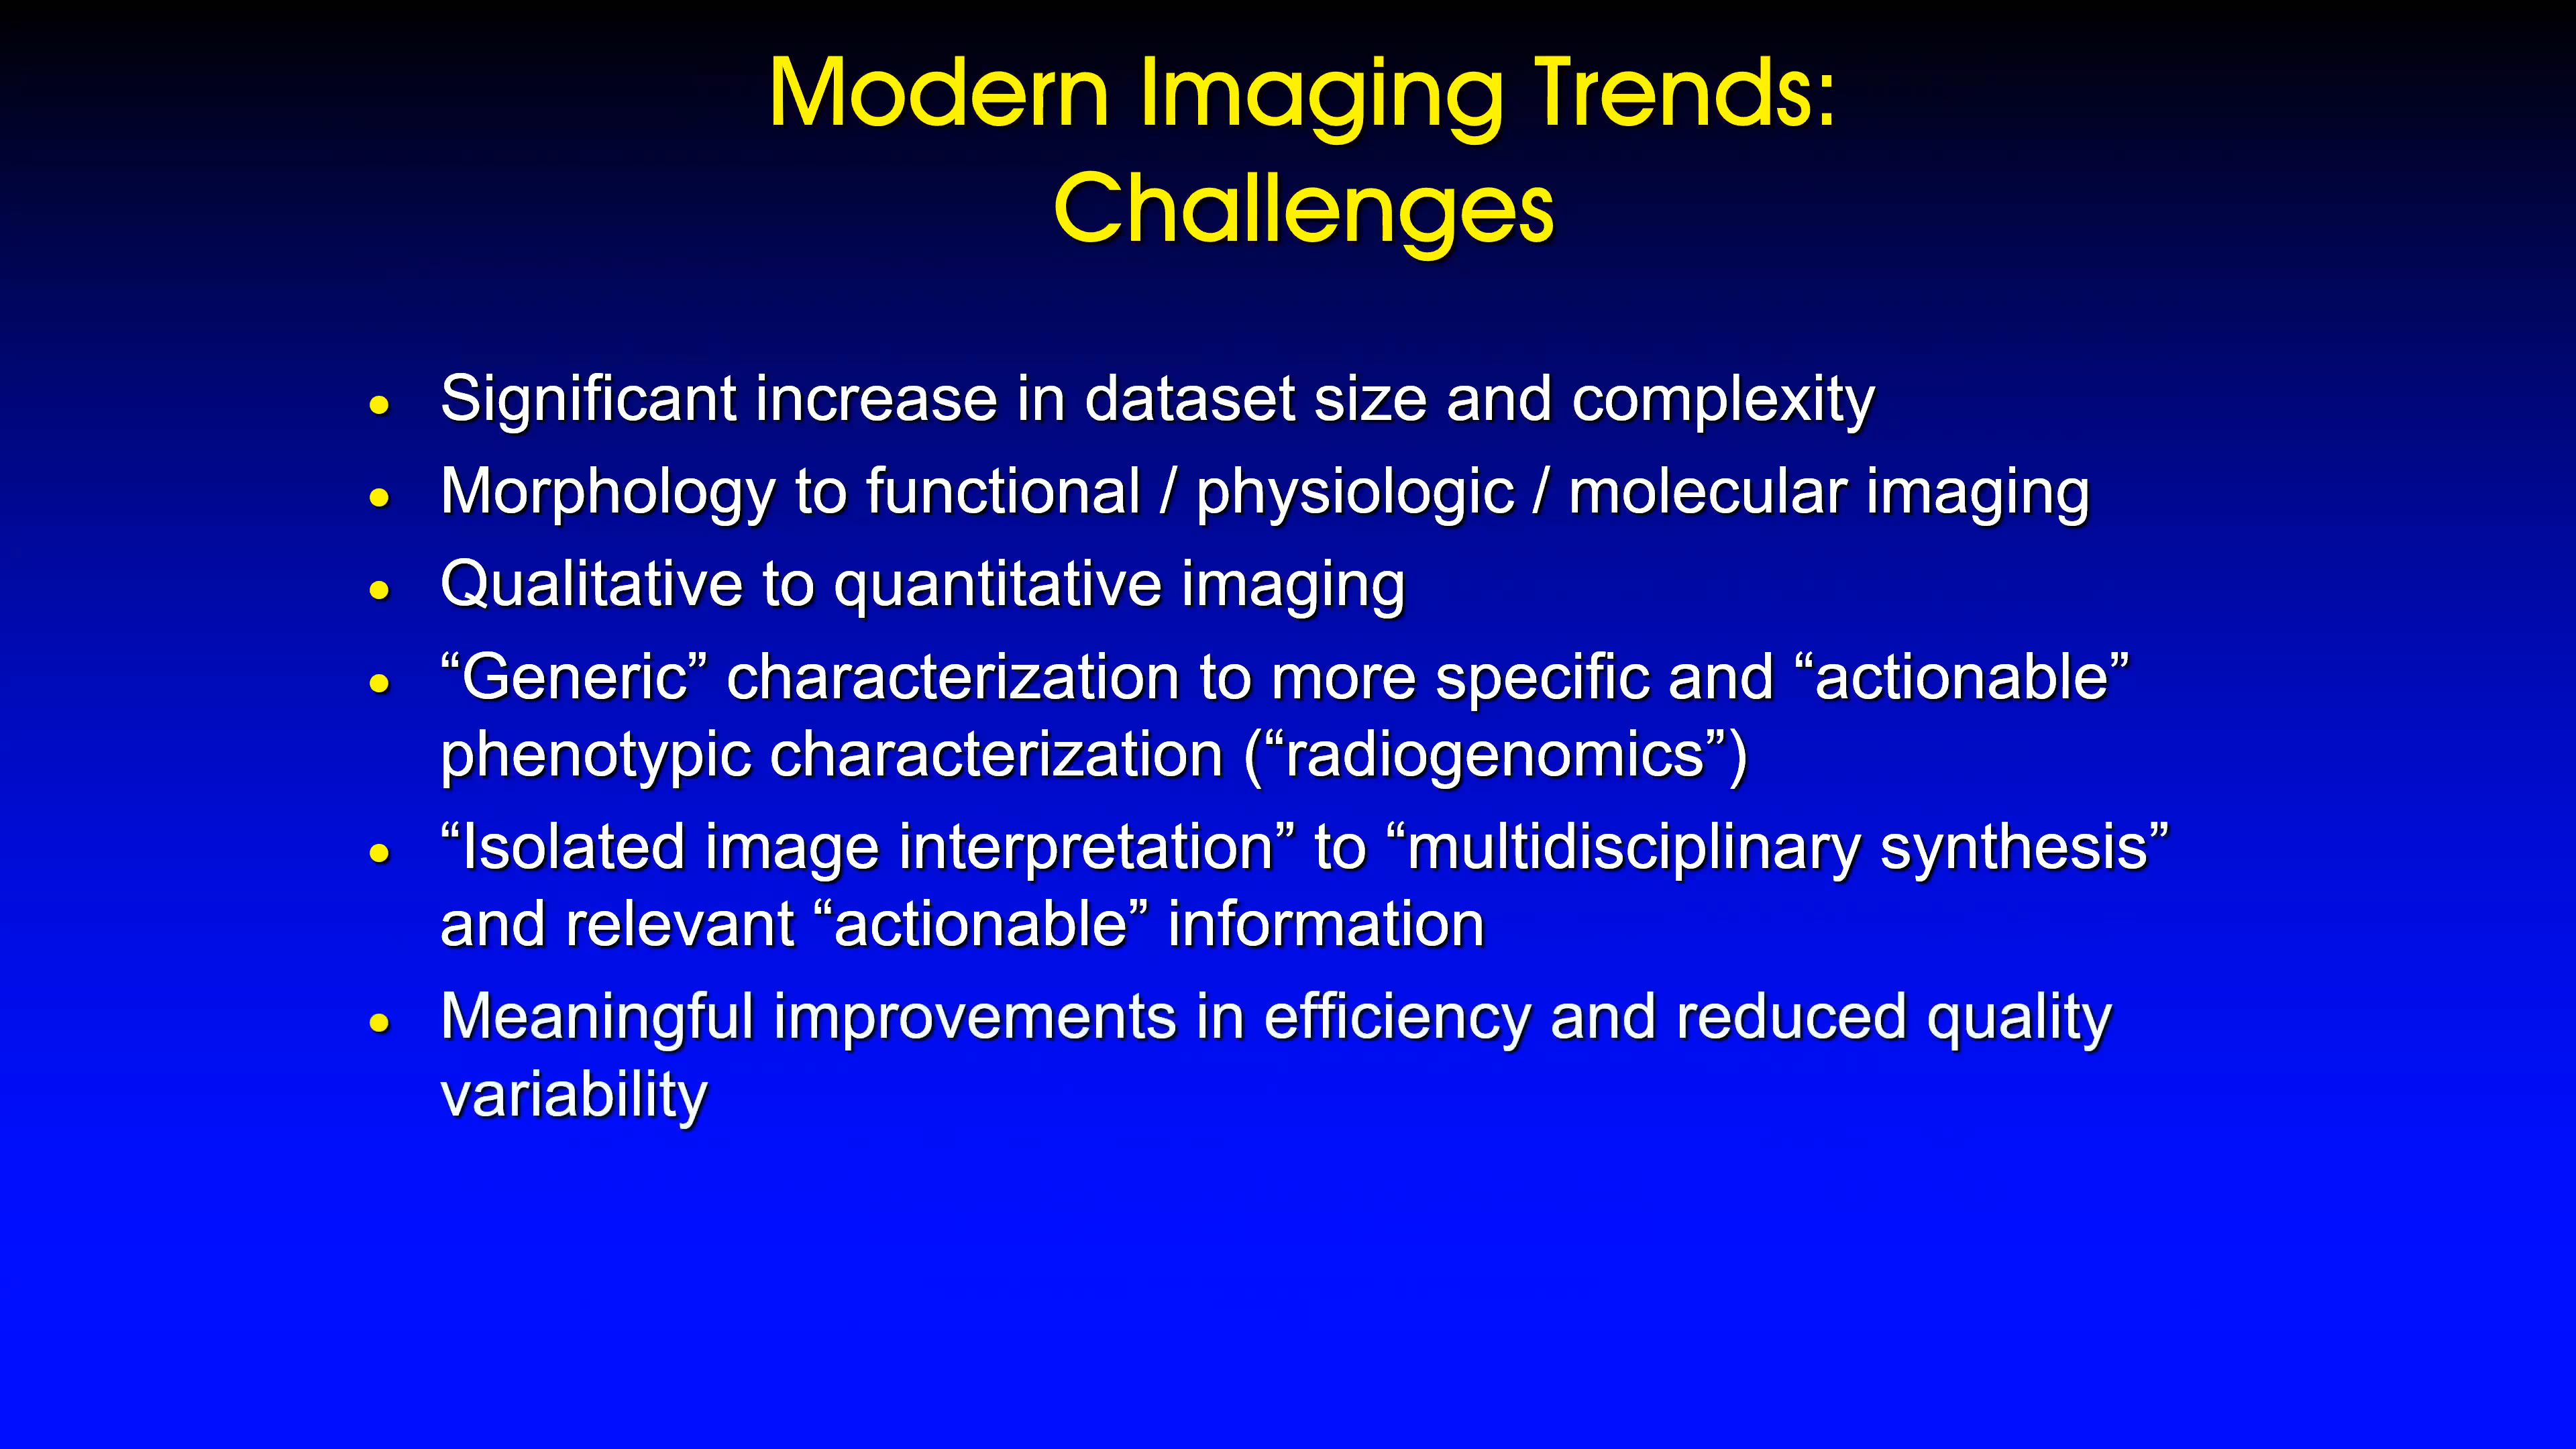 Modern Imaging Trends:
Challenges
• Significant increase in dataset size and complexity
• Morphology to functional / physiologic / molecular imaging
• Qualitative to quantitative imaging
• “Generic” characterization to more specific and “actionable”
phenotypic characterization (“radiogenomics”)
• “Isolated image interpretation” to “multidisciplinary synthesis”
and relevant “actionable” information
• Meaningful improvements in efficiency and reduced quality
variability